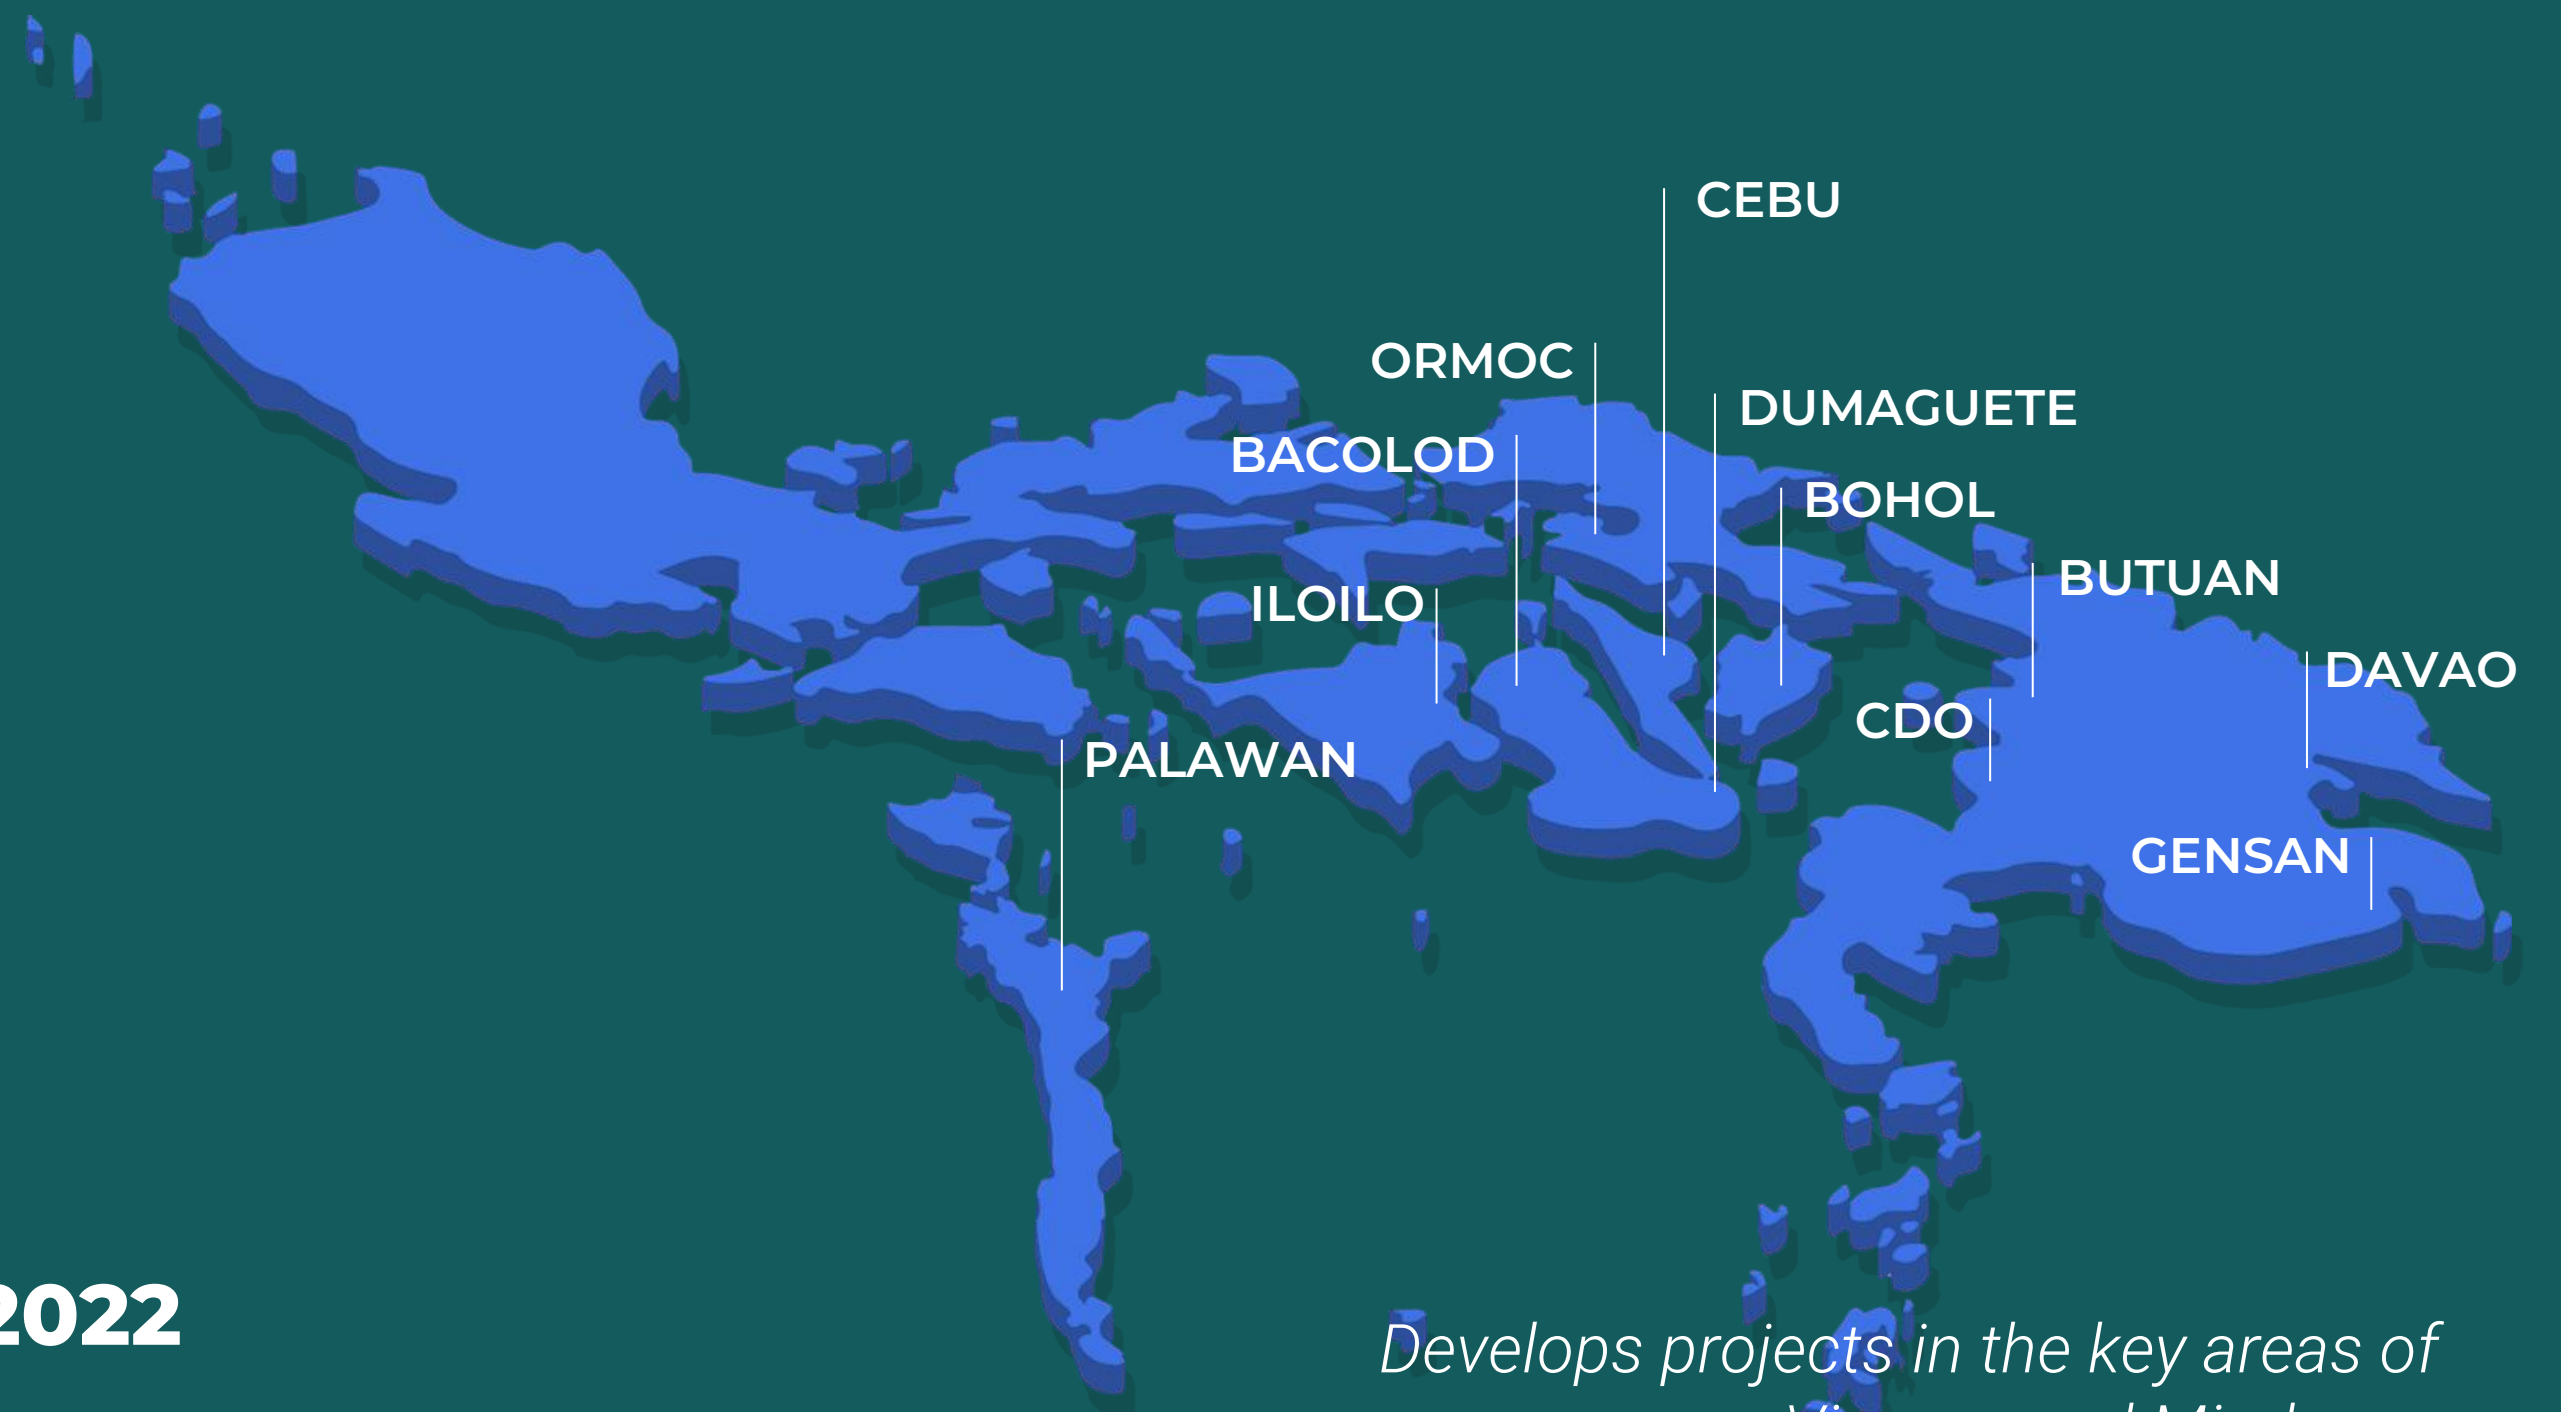 CEBU
ORMOC
DUMAGUETE
BACOLOD
BOHOL
BUTUAN
ILOILO
DAVAO
CDO
PALAWAN
GENSAN
2022
Develops projects in the key areas of